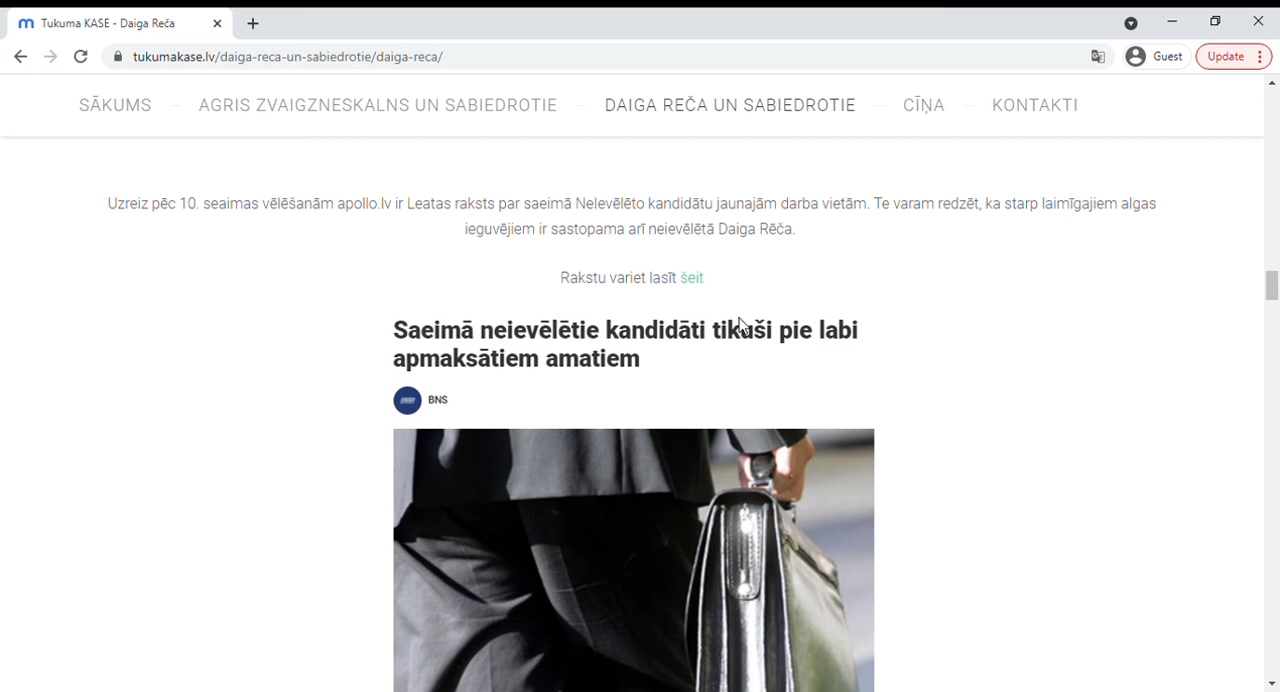 Tukuma KASE - Daiga Reča
tukumakase.lv/daiga-reca-un-sabiedrotie/daiga-reca/
Guest
Update
SĀKUMS
AGRIS ZVAIGZNESKALNS UN SABIEDROTIE
DAIGA REČA UN SABIEDROTIE
CĪŅA
KONTAKTI
Uzreiz pēc 10. seaimas vēlēšanām apollo.lv ir Leatas raksts par saeimā Nelevēlēto kandidātu jaunajām darba vietām. Te varam redzēt, ka starp laimīgajiem algas
ieguvējiem ir sastopama arī neievēlētā Daiga Rēča.
Rakstu variet lasīt šeit
Saeimā neievēlētie kandidāti tikuši pie labi
apmaksātiem amatiem
BNS